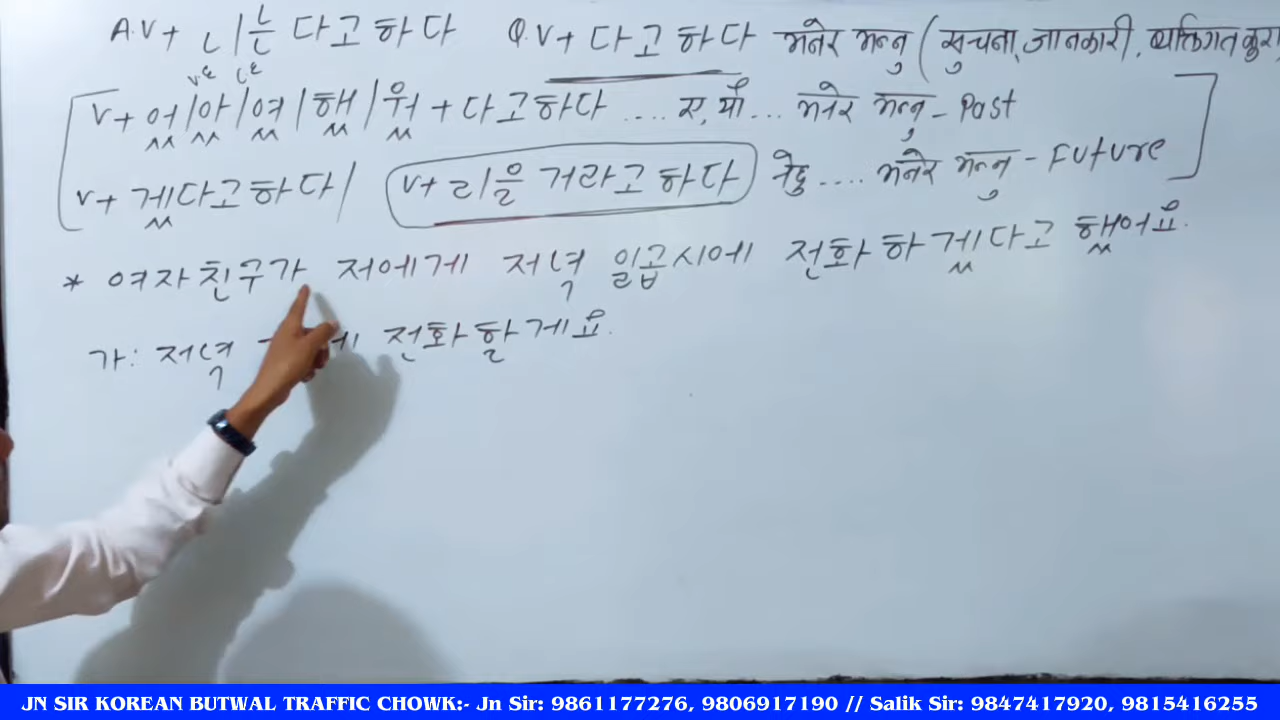 A.V + ㄴ/는 다고 하다 Q.V + 다고 하다 भनेर भन्नु (सुचना, जानकारी, व्यक्तिगत कुरा
V + 었/았/였/했/웠 + 다고하다 .... ए, यौ... भनेर भन्नु - Past
V + 겠다고하다/ V + ㄹ/을 거라고 하다 नेछु .... भनेर भन्नु - Future
* 여자친구가 저에게 저녁 일곱시에 전화 하겠다고 했어요.
가: 저녁 에 전화할게요.
JN SIR KOREAN BUTWAL TRAFFIC CHOWK:- Jn Sir: 9861177276, 9806917190 // Salik Sir: 9847417920, 9815416255